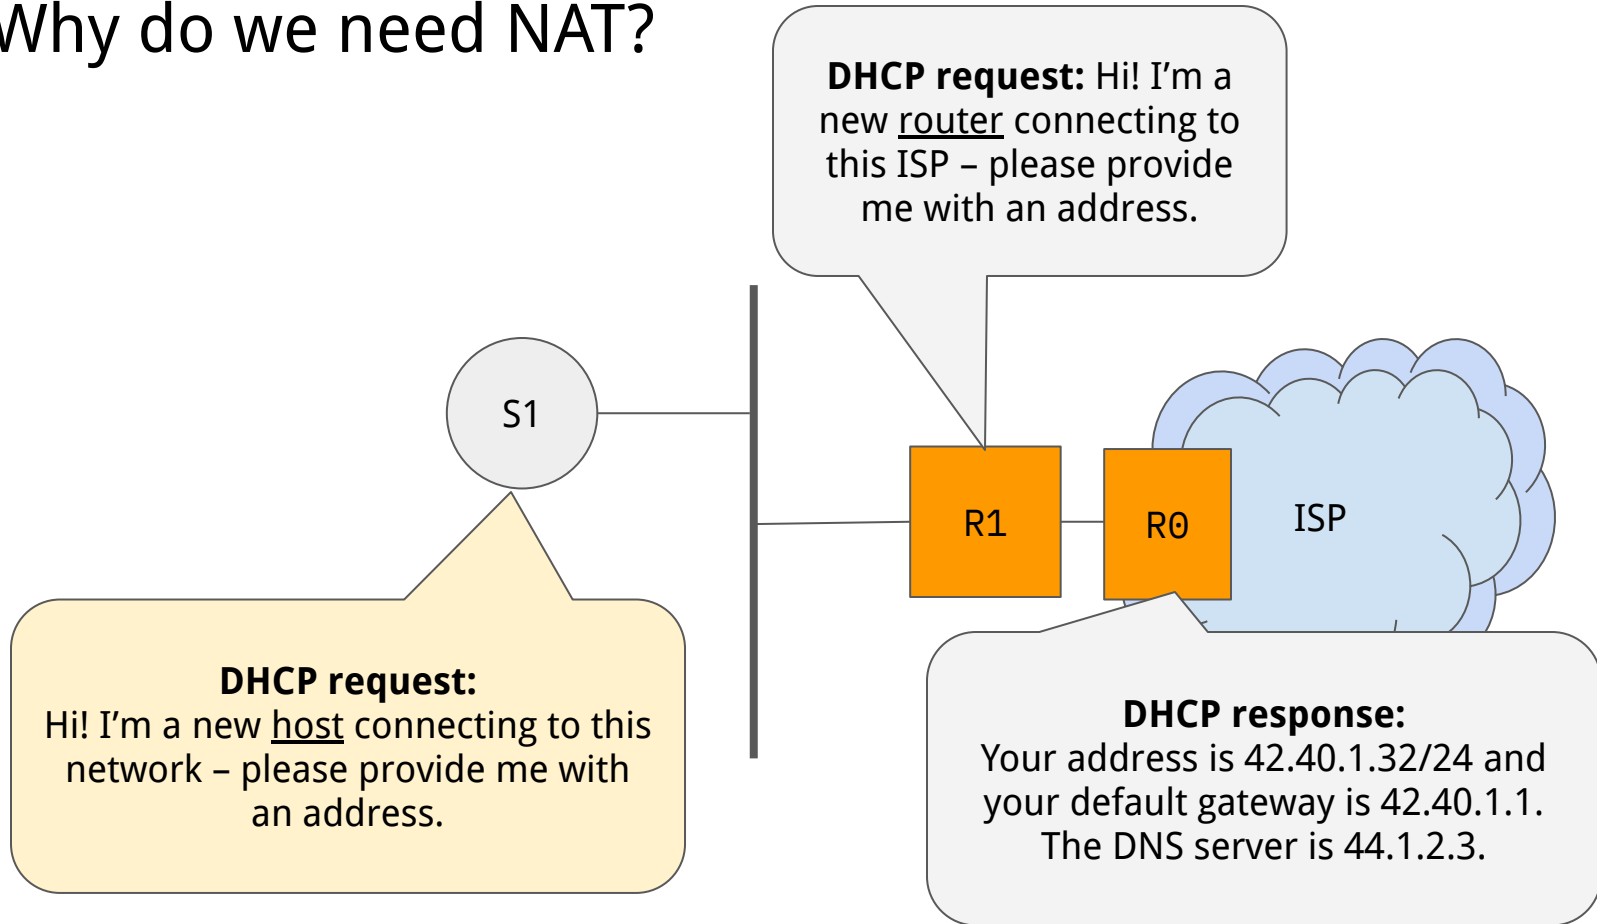 Why do we need NAT?
DHCP request: Hi! I’m a
new router connecting to
this ISP – please provide
me with an address.
S1
R1
R0
ISP
DHCP request:
Hi! I’m a new host connecting to this
network – please provide me with
an address.
DHCP response:
Your address is 42.40.1.32/24 and
your default gateway is 42.40.1.1.
The DNS server is 44.1.2.3.